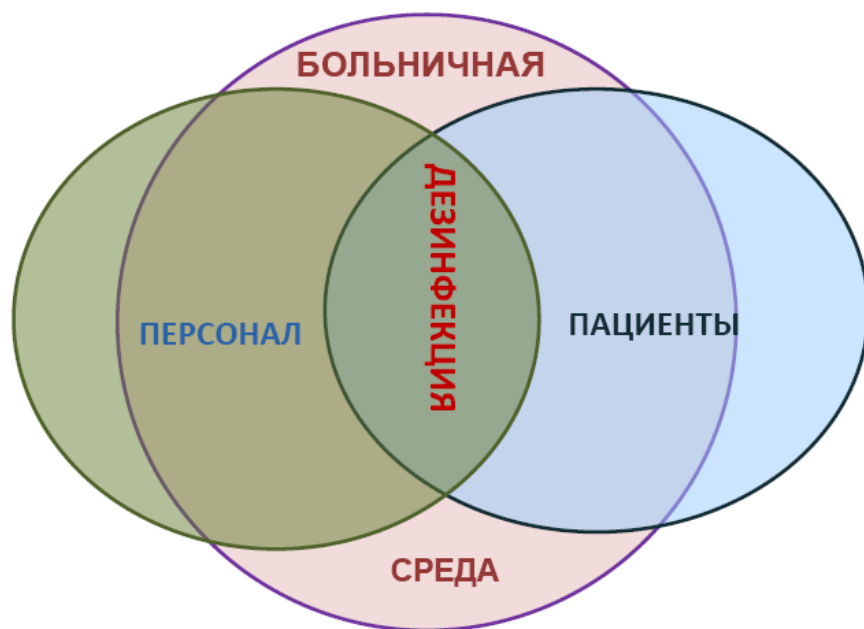 БОЛЬНИЧНАЯ
ДЕЗИНФЕКЦИЯ
ПЕРСОНАЛ
ПАЦИЕНТЫ
СРЕДА